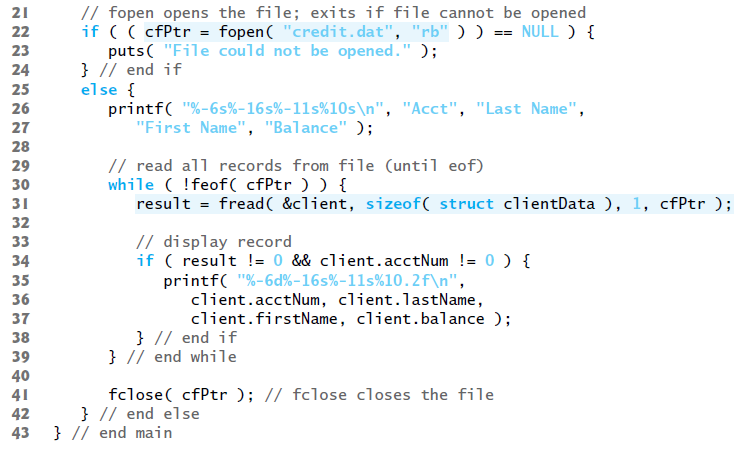 21 // fopen opens the file; exits if file cannot be opened
22 if ( ( cfPtr = fopen( "credit.dat", "rb" ) ) == NULL ) {
23 puts( "File could not be opened." );
24 } // end if
25 else {
26 printf( "%-6s%-16s%-11s%10s\n", "Acct", "Last Name",
27 "First Name", "Balance" );
28
29 // read all records from file (until eof)
30 while ( !feof( cfPtr ) ) {
31 result = fread( &client, sizeof( struct clientData ), 1, cfPtr );
32
33 // display record
34 if ( result != 0 && client.acctNum != 0 ) {
35 printf( "%-6d%-16s%-11s%10.2f\n",
36 client.acctNum, client.lastName,
37 client.firstName, client.balance );
38 } // end if
39 } // end while
40
41 fclose( cfPtr ); // fclose closes the file
42 } // end else
43 } // end main